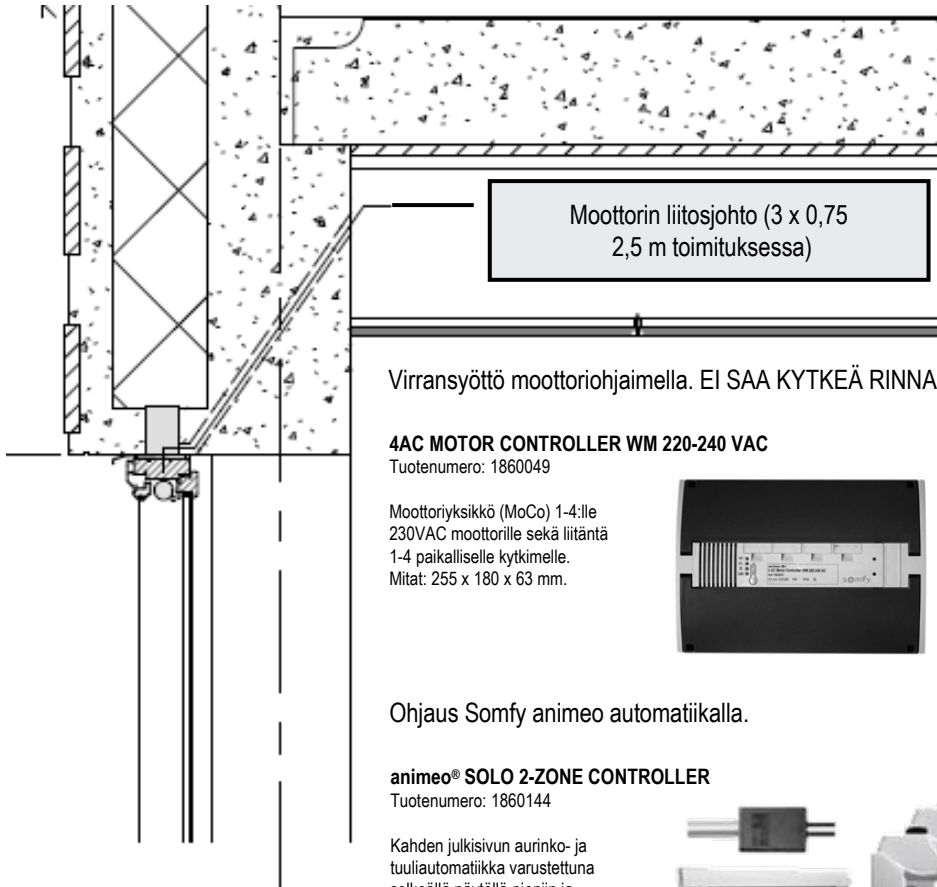 Moottorin liitosjohto (3 x 0,75
2,5 m toimituksessa)
Virransyöttö moottoriohjaimella. EI SAA KYTKEÄ RINNA
4AC MOTOR CONTROLLER WM 220-240 VAC
Tuotenumero: 1860049
Moottoriyksikkö (MoCo) 1-4:lle
230VAC moottorille sekä liitäntä
1-4 paikalliselle kytkimelle.
Mitat: 255 x 180 x 63 mm.
somfy
Ohjaus Somfy animeo automatiikalla.
animeo® SOLO 2-ZONE CONTROLLER
Tuotenumero: 1860144
Kahden julkisivun aurinko- ja
tuuliautomatiikka varustettuna